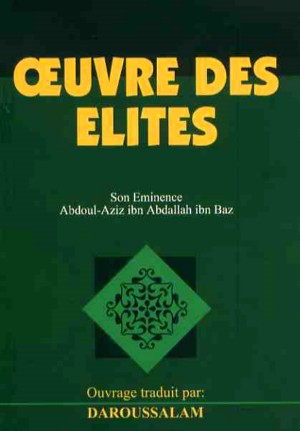 ŒUVRE DES
ELITES
Son Eminence
Abdoul-Aziz ibn Abdallah ibn Baz
Ouvrage traduit par:
DAROUSSALAM